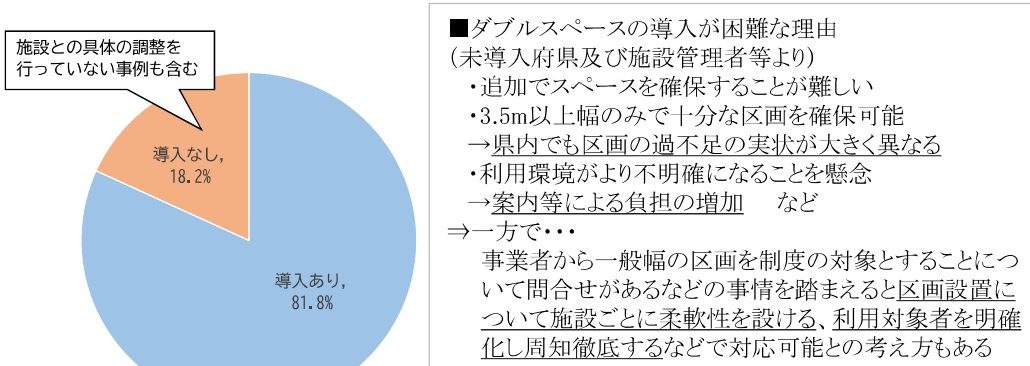 施設との具体の調整を
行っていない事例も含む
導入なし,
18.2%
導入あり,
81.8%
■ダブルスペースの導入が困難な理由
(未導入府県及び施設管理者等より)
・追加でスペースを確保することが難しい
・3.5m以上幅のみで十分な区画を確保可能
→県内でも区画の過不足の実状が大きく異なる
・利用環境がより不明確になることを懸念
→案内等による負担の増加　など
⇒一方で・・・
事業者から一般幅の区画を制度の対象とすることにつ
いて問合せがあるなどの事情を踏まえると区画設置に
ついて施設ごとに柔軟性を設ける、利用対象者を明確
化し周知徹底するなどで対応可能との考え方もある